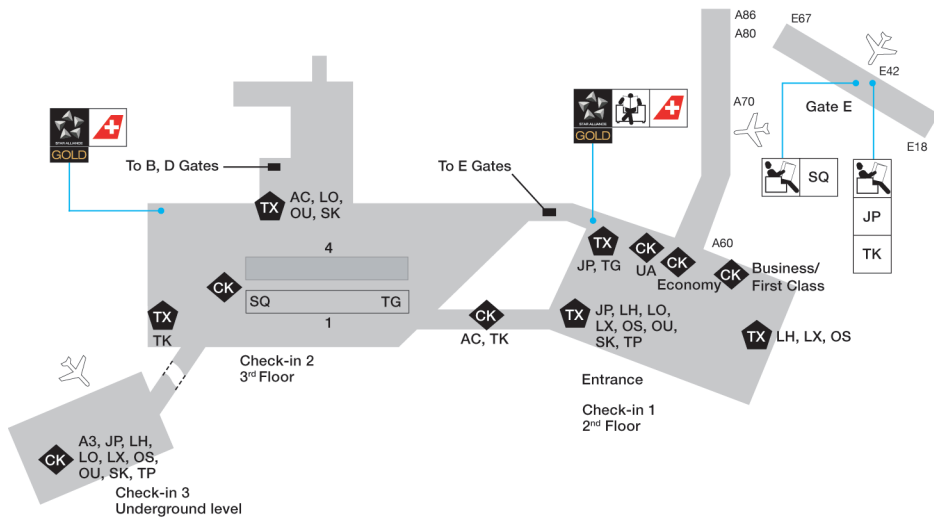 A86
A80
E67
E42
A70
Gate E
E18
STAR ALLIANCE
GOLD
STAR ALLIANCE
GOLD
To B, D Gates
To E Gates
SQ
JP
TK
TX
AC, LO,
OU, SK
4
CK
SQ TG
1
TX
TK
TX
JP, TG
CK
UA
CK
Economy
A60
CK
Business/
First Class
CK
AC, TK
TX
JP, LH, LO,
LX, OS, OU,
SK, TP
TX
LH, LX, OS
Check-in 2
3rd Floor
Entrance
Check-in 1
2nd Floor
CK
A3, JP, LH,
LO, LX, OS,
OU, SK, TP
Check-in 3
Underground level